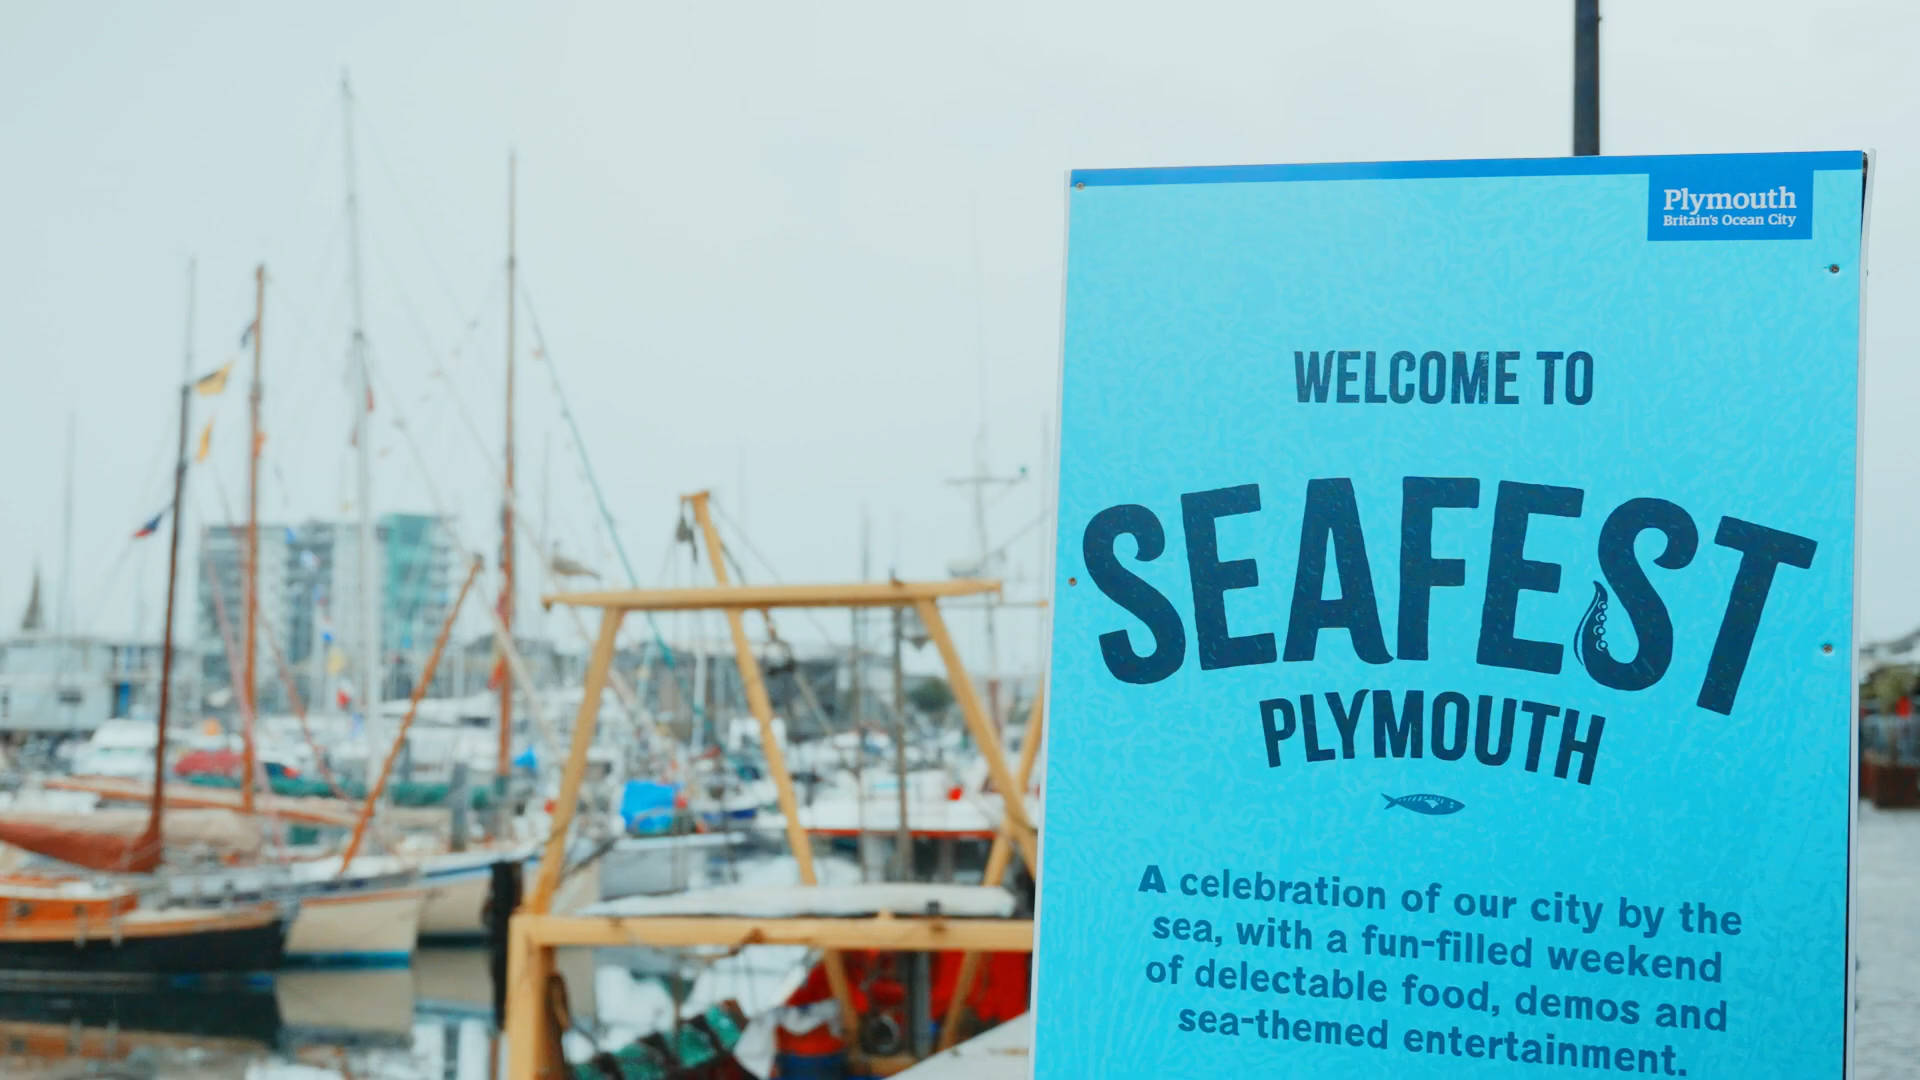 Plymouth
Britain's Ocean City
WELCOME TO
SEAFEST
PLYMOUTH
A celebration of our city by the
sea, with a fun-filled weekend
of delectable food, demos and
sea-themed entertainment.